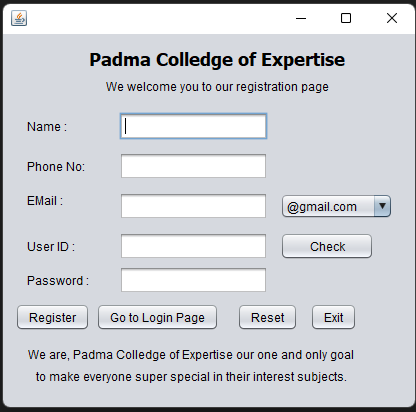 Padma Colledge of Expertise
We welcome you to our registration page
Name :
Phone No:
EMail :
@gmail.com
User ID :
Check
Password :
Register Go to Login Page Reset Exit
We are, Padma Colledge of Expertise our one and only goal
to make everyone super special in their interest subjects.